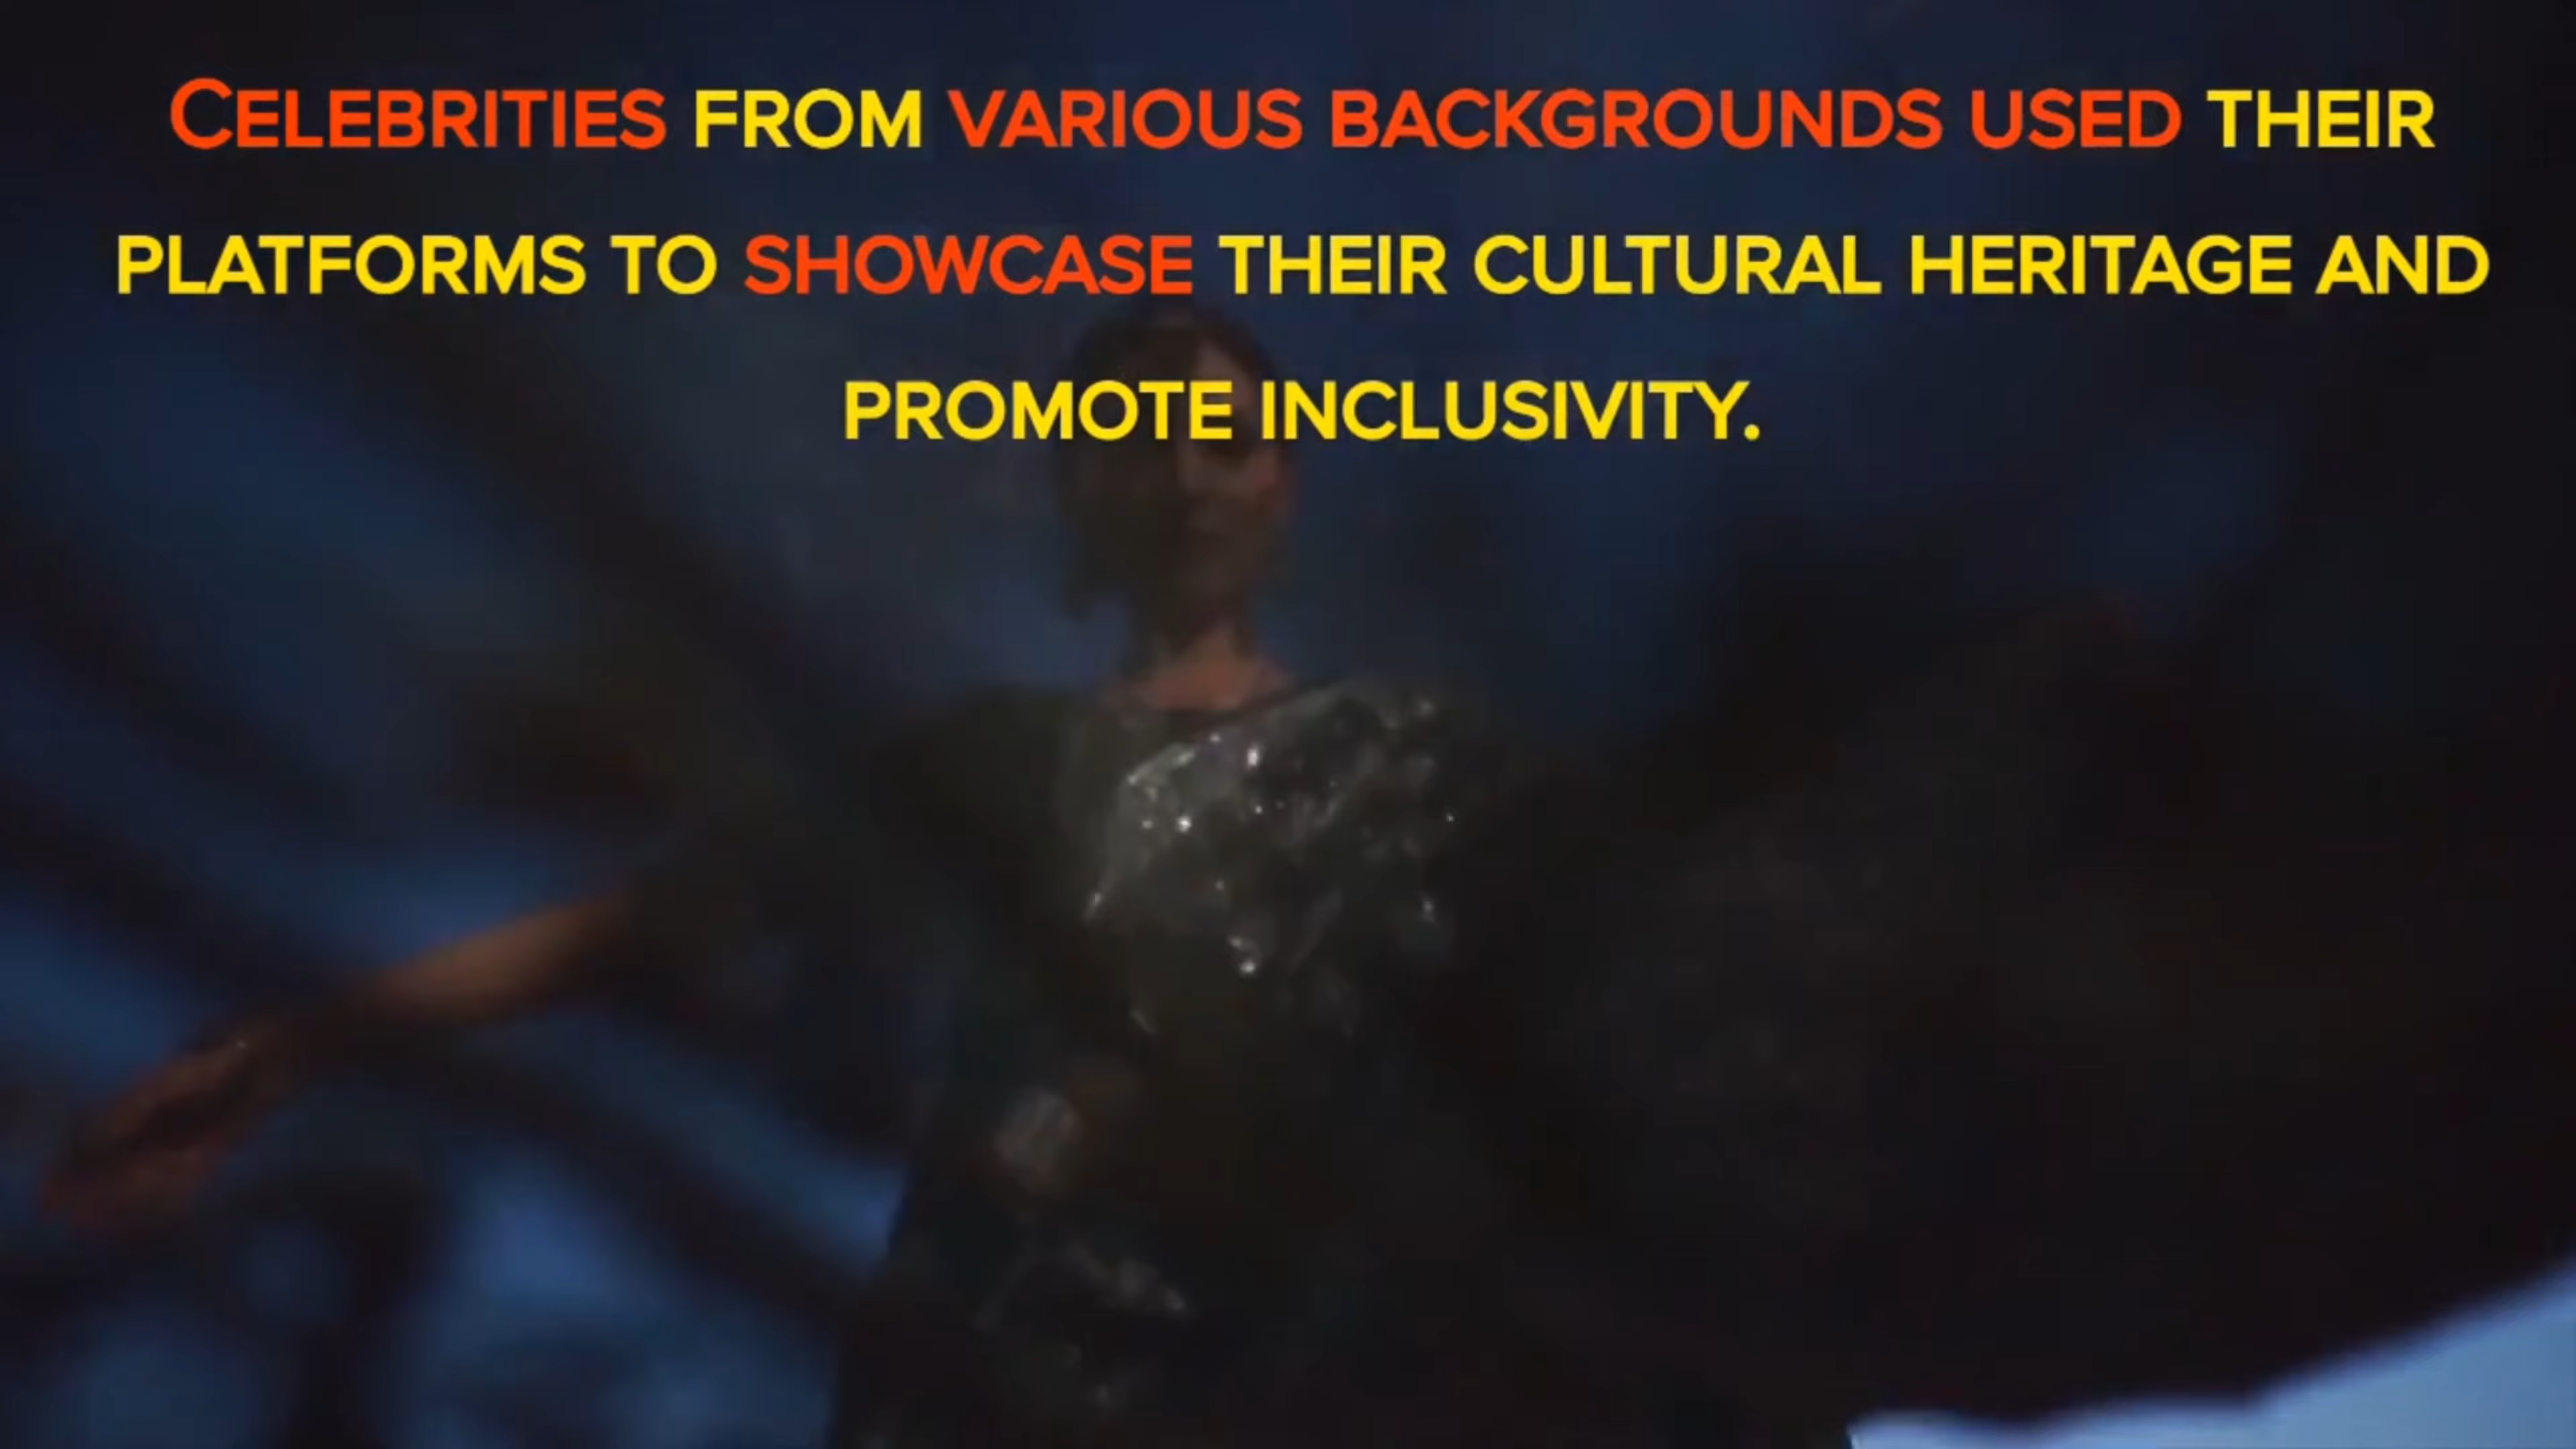 CELEBRITIES FROM VARIOUS BACKGROUNDS USED THEIR
PLATFORMS TO SHOWCASE THEIR CULTURAL HERITAGE AND
PROMOTE INCLUSIVITY.